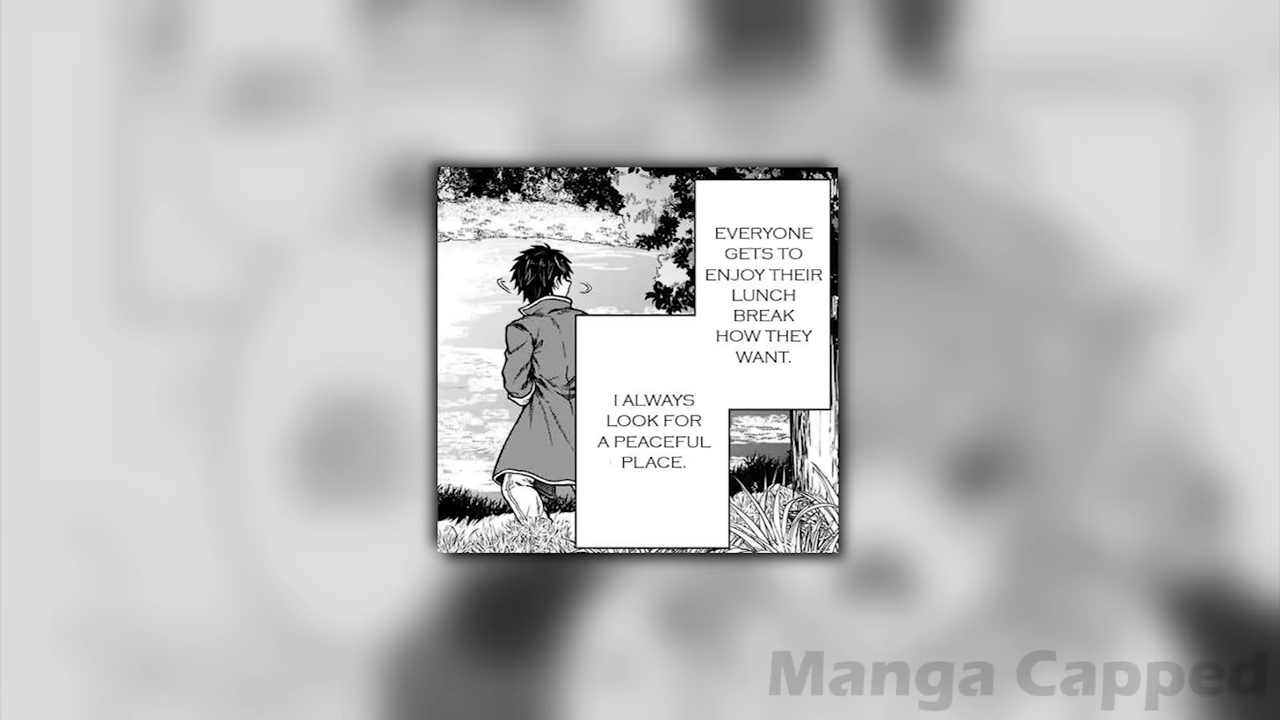 EVERYONE
GETS TO
ENJOY THEIR
LUNCH
BREAK
HOW THEY
WANT.
I ALWAYS
LOOK FOR
A PEACEFUL
PLACE.
Manga Capped